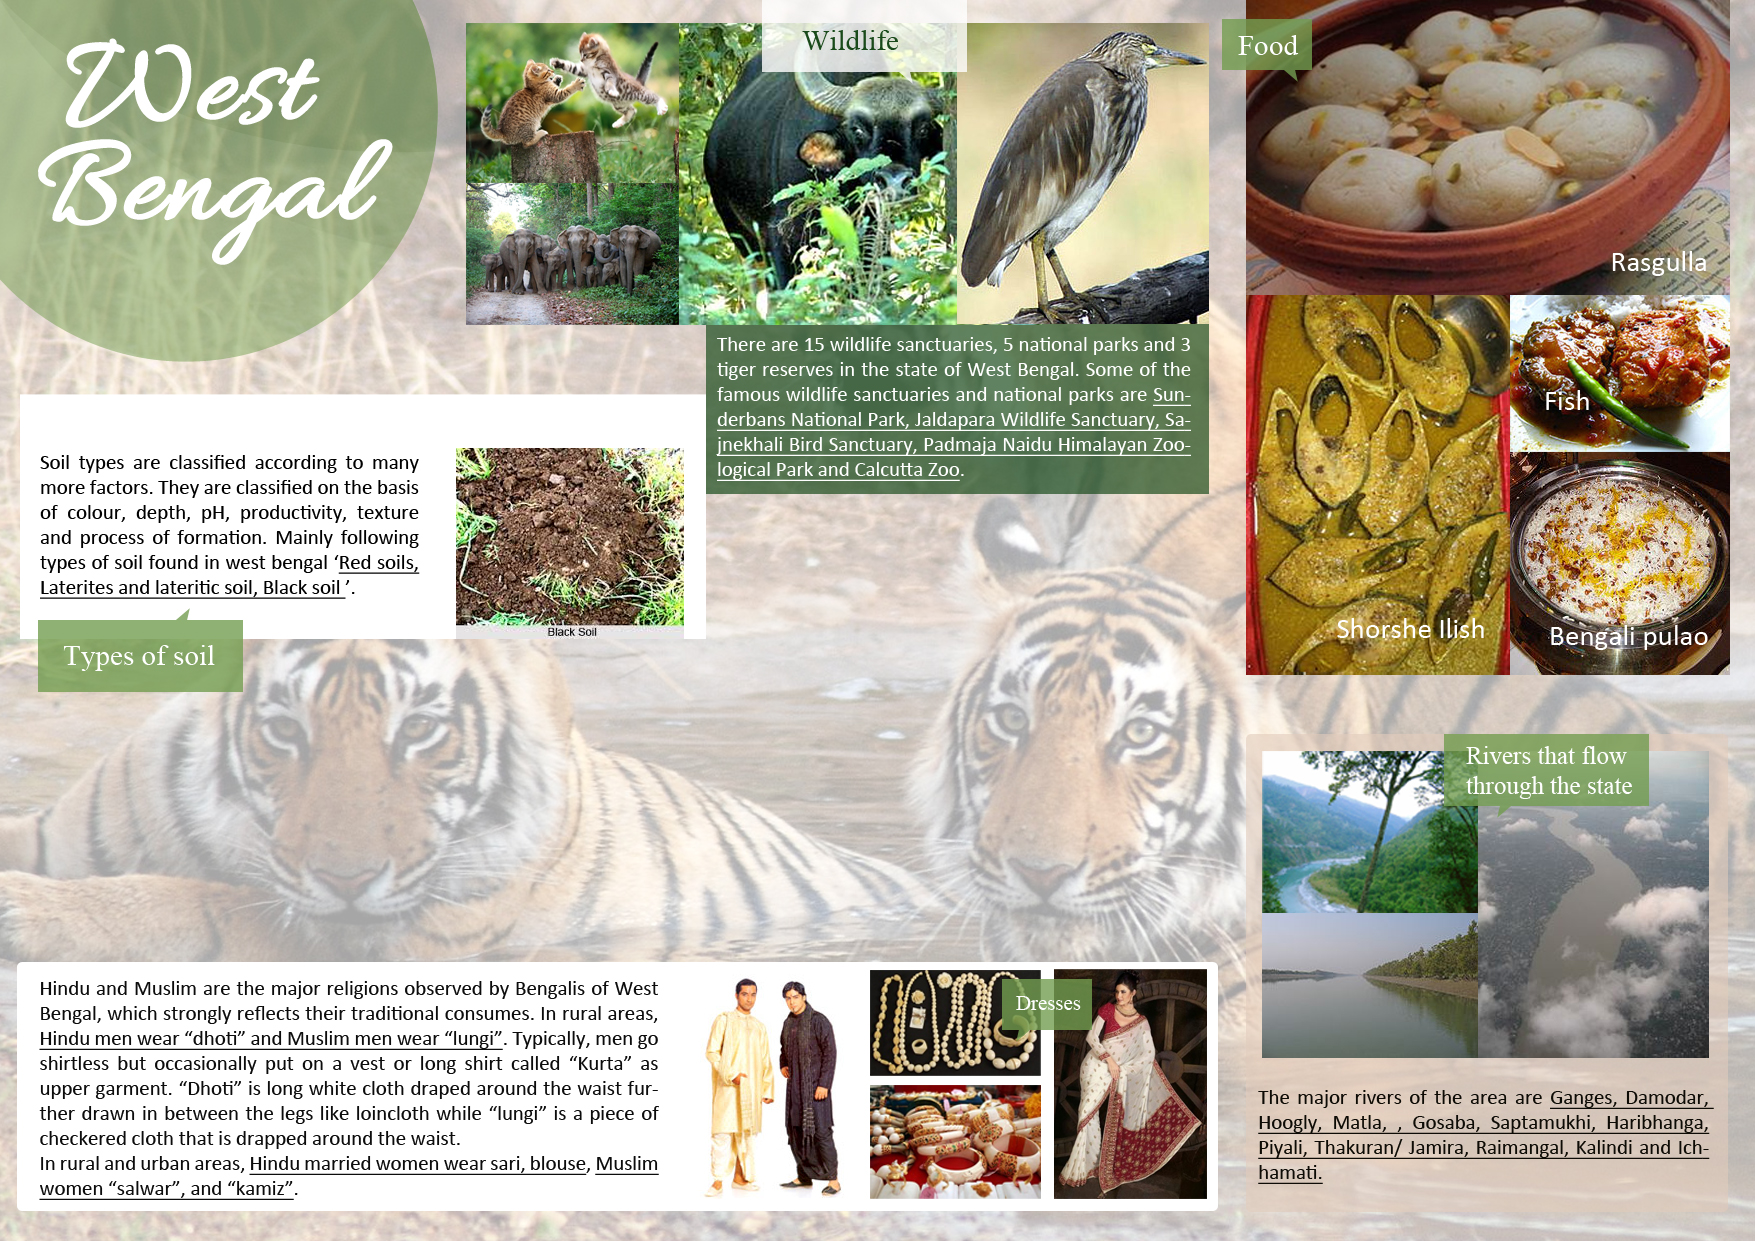 West
Bengal
Wildlife
There are 15 wildlife sanctuaries, 5 national parks and 3
tiger reserves in the state of West Bengal. Some of the
famous wildlife sanctuaries and national parks are Sun-
derbans National Park, Jaldapara Wildlife Sanctuary, Sa-
jnekhali Bird Sanctuary, Padmaja Naidu Himalayan Zoo-
logical Park and Calcutta Zoo.
Food
Rasgulla
Fish
Shorshe Ilish
Bengali pulao
Soil types are classified according to many
more factors. They are classified on the basis
of colour, depth, pH, productivity, texture
and process of formation. Mainly following
types of soil found in west bengal ‘Red soils,
Laterites and lateritic soil, Black soil ’.
Black Soil
Types of soil
Rivers that flow
through the state
The major rivers of the area are Ganges, Damodar,
Hoogly, Matla, , Gosaba, Saptamukhi, Haribhanga,
Piyali, Thakuran/ Jamira, Raimangal, Kalindi and Ich-
hamati.
Hindu and Muslim are the major religions observed by Bengalis of West
Bengal, which strongly reflects their traditional consumes. In rural areas,
Hindu men wear “dhoti” and Muslim men wear “lungi”. Typically, men go
shirtless but occasionally put on a vest or long shirt called “Kurta” as
upper garment. “Dhoti” is long white cloth draped around the waist fur-
ther drawn in between the legs like loincloth while “lungi” is a piece of
checkered cloth that is drapped around the waist.
In rural and urban areas, Hindu married women wear sari, blouse, Muslim
women “salwar”, and “kamiz”.
Dresses